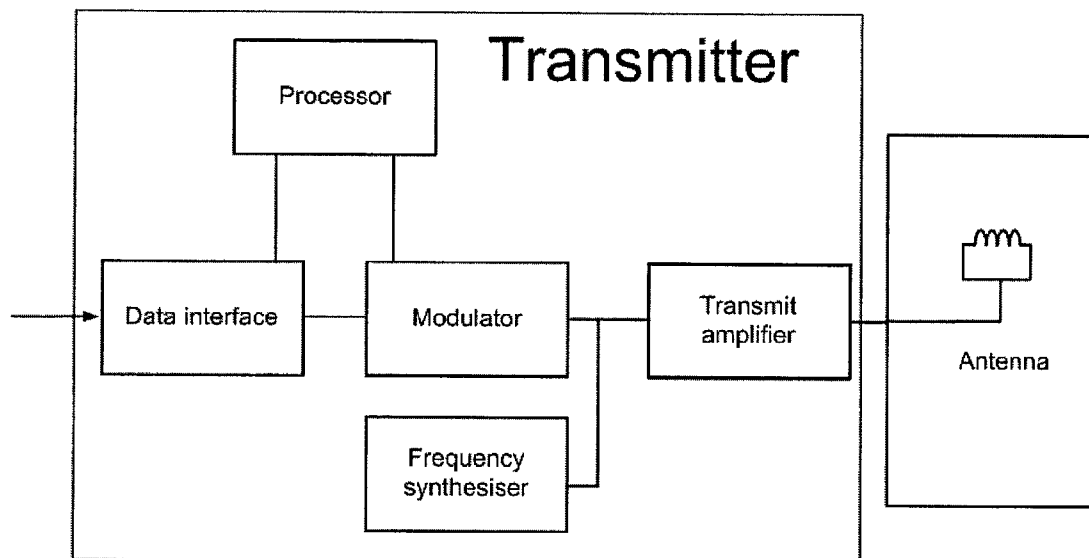 Transmitter
Processor
Data interface
Modulator
Transmit
amplifier
Antenna
Frequency
synthesiser